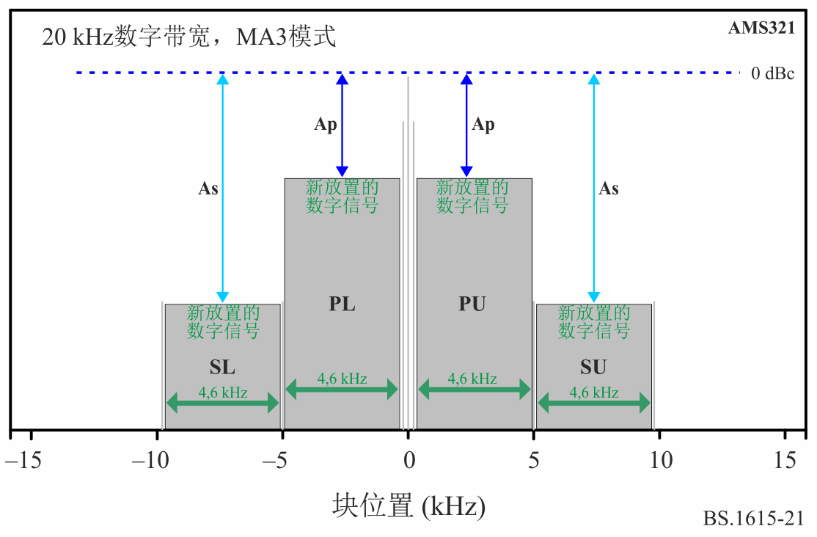 20 kHz数字带宽，MA3模式
AMS321
0 dBc
Ap
Ap
As
As
新放置的
数字信号
新放置的
数字信号
PL
PU
新放置的
数字信号
新放置的
数字信号
SL
SU
4,6 kHz
4,6 kHz
4,6 kHz
4,6 kHz
–15
–10
–5
0
5
10
15
块位置 (kHz)
BS.1615-21